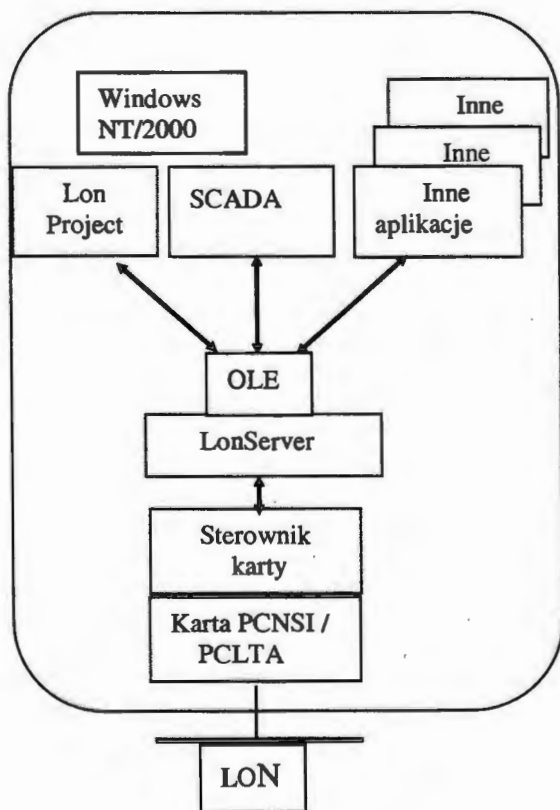 Windows
NT/2000
Inne
Inne
Inne
aplikacje
Lon
Project
SCADA
OLE
LonServer
Sterownik
karty
Karta PCNSI /
PCLTA
LON